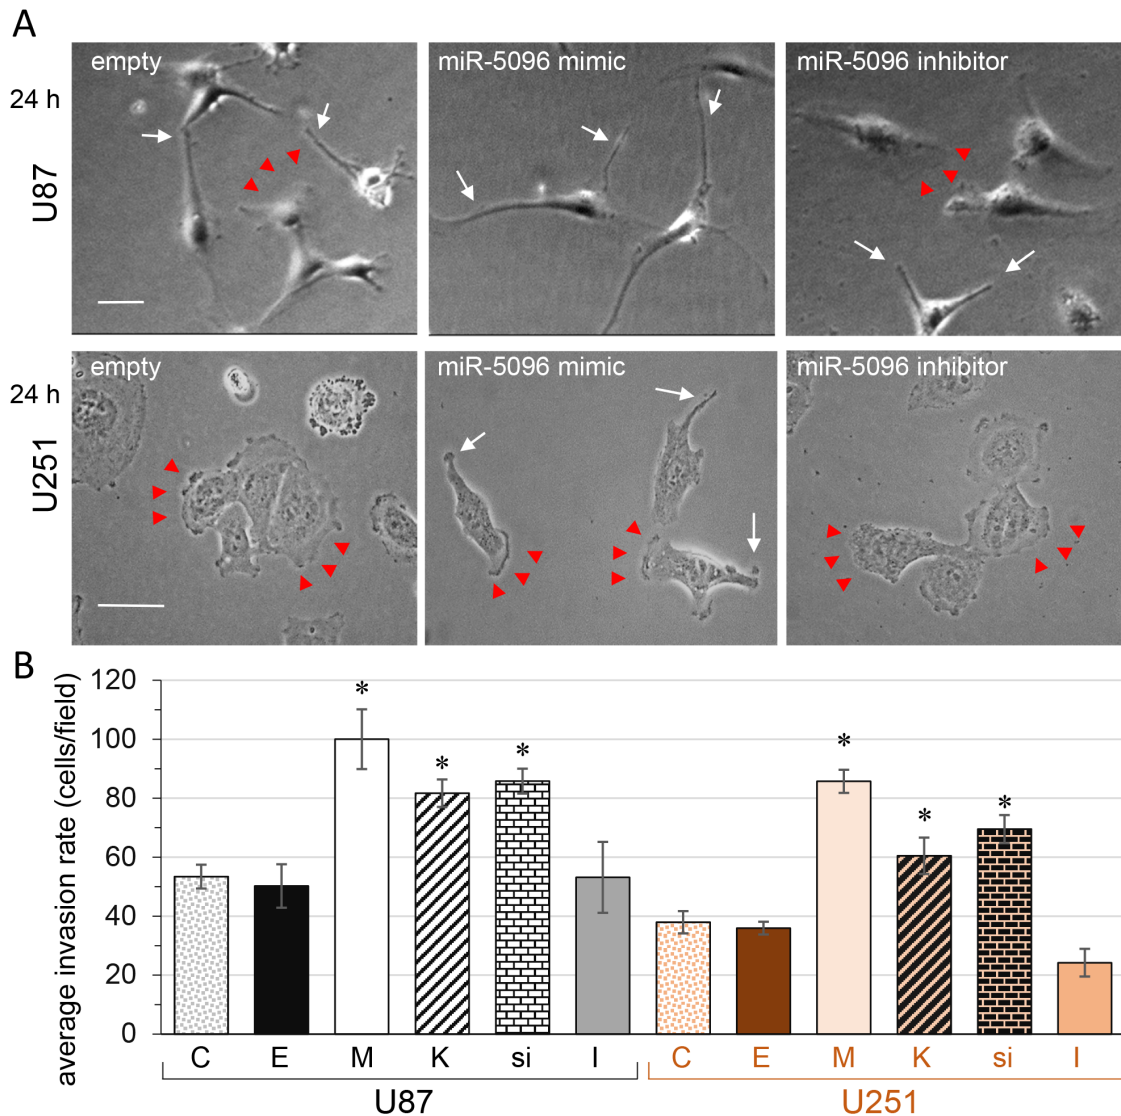 A
empty
miR-5096 mimic
miR-5096 inhibitor
24 h
U87
empty
miR-5096 mimic
miR-5096 inhibitor
24 h
U251
B
average invasion rate (cells/field)
120
100
80
60
40
20
0
* * * * * *
C E M K si I C E M K si I
U87 U251